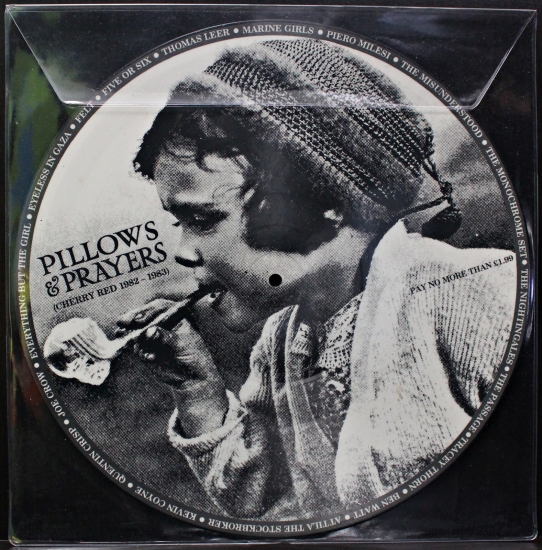 PILLOWS
& PRAYERS
(CHERRY RED 1982 – 1983)
PAY NO MORE THAN £1.99
JOE CROW • EVERYTHING BUT THE GIRL • EYELESS IN GAZA • FELT • FIVE OR SIX • THOMAS LEER • MARINE GIRLS • PIERO MILESI • THE MISUNDERSTOOD • THE MONOCHROME SET • THE NIGHTINGALES • THE PASSAGE • TRACEY THORN • BEN WATT • ATTILA THE STOCKBROKER • KEVIN COYNE • QUENTIN CRISP •